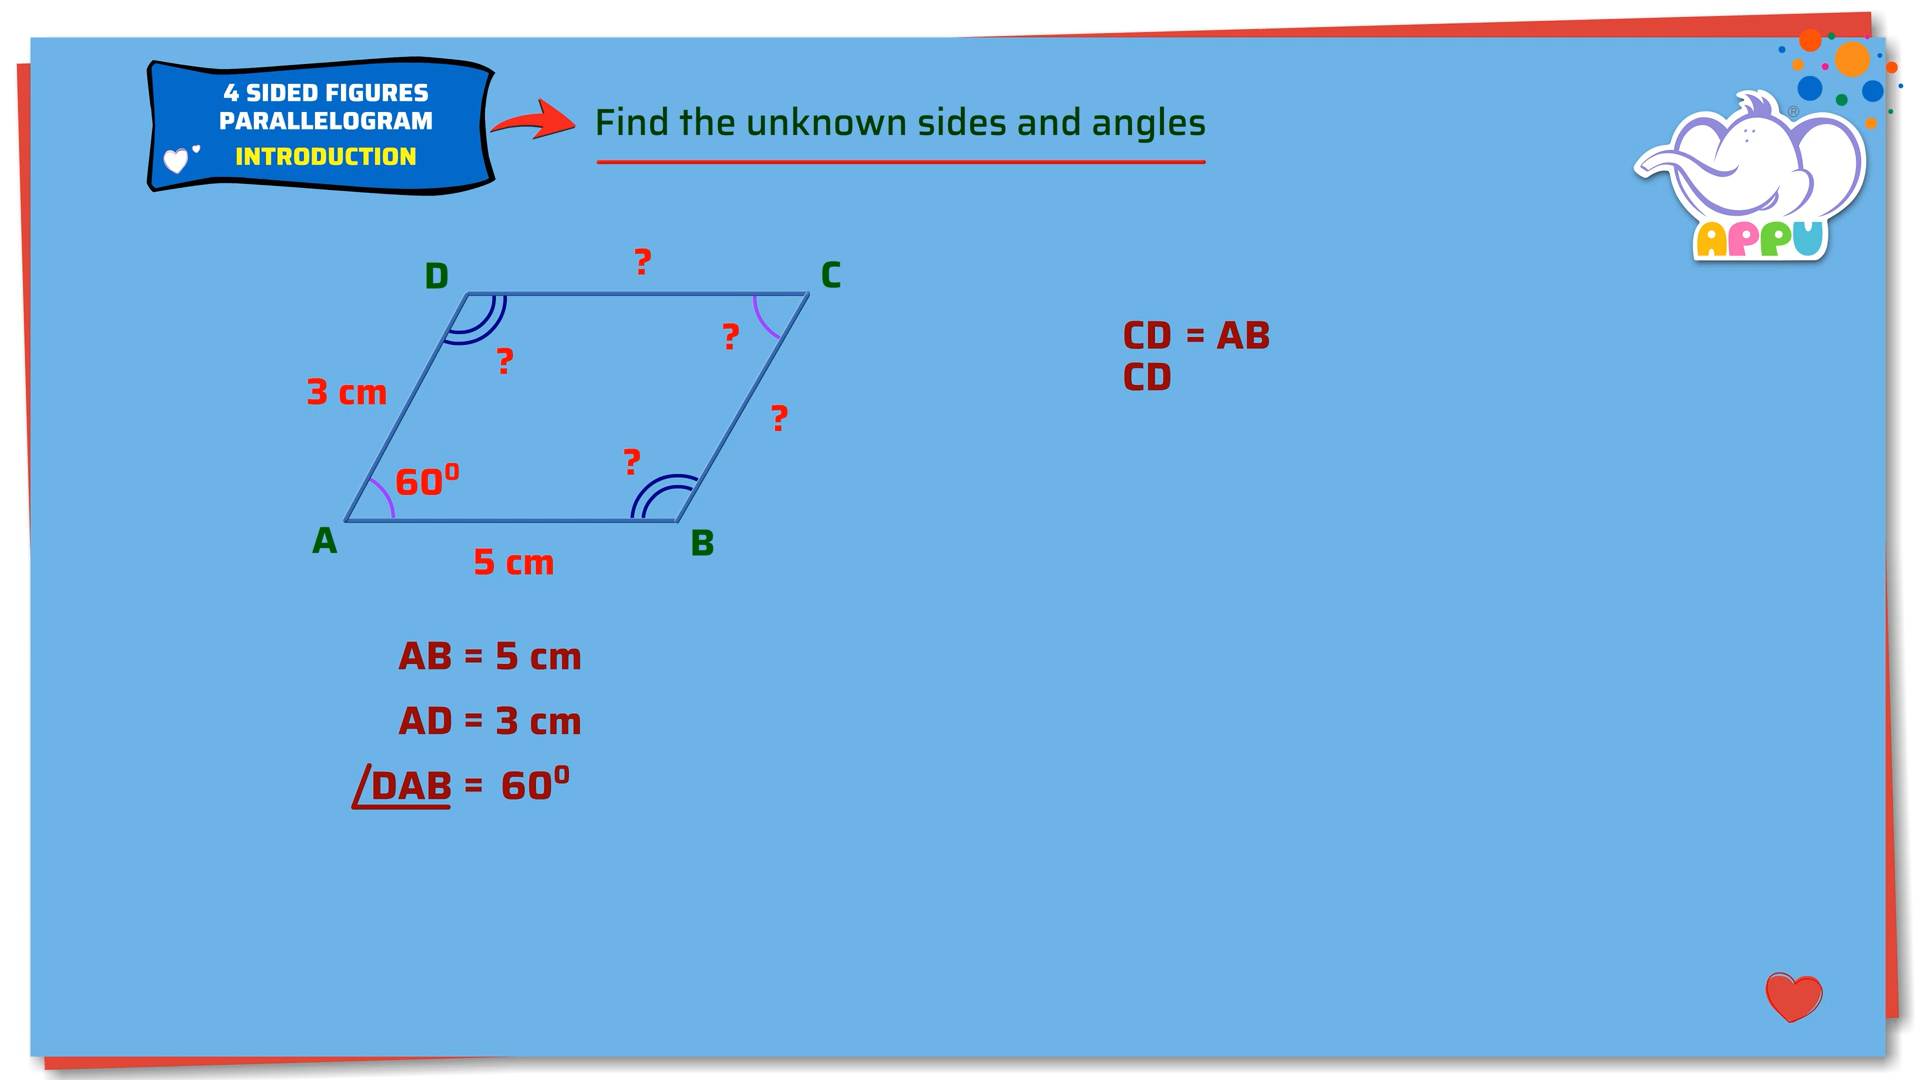 4 SIDED FIGURES
PARALLELOGRAM
INTRODUCTION
Find the unknown sides and angles
®
APPU
D
?
C
?
?
3 cm
?
60⁰
?
A
B
5 cm
CD = AB
CD
AB = 5 cm
AD = 3 cm
∠DAB = 60⁰